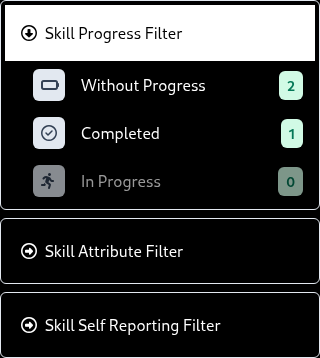 Skill Progress Filter
Without Progress 2
Completed 1
In Progress 0
Skill Attribute Filter
Skill Self Reporting Filter